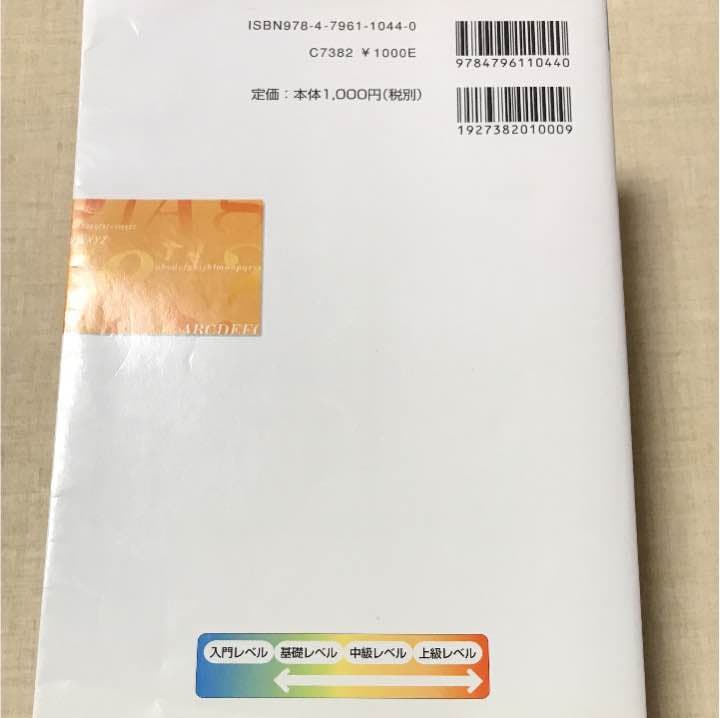 ISBN978-4-7961-1044-0
C7382 ¥1000E
9784796110440
定価:本体1,000円(税別)
1927382010009
XYZ
ABCDEF
入門レベル 基礎レベル 中級レベル 上級レベル